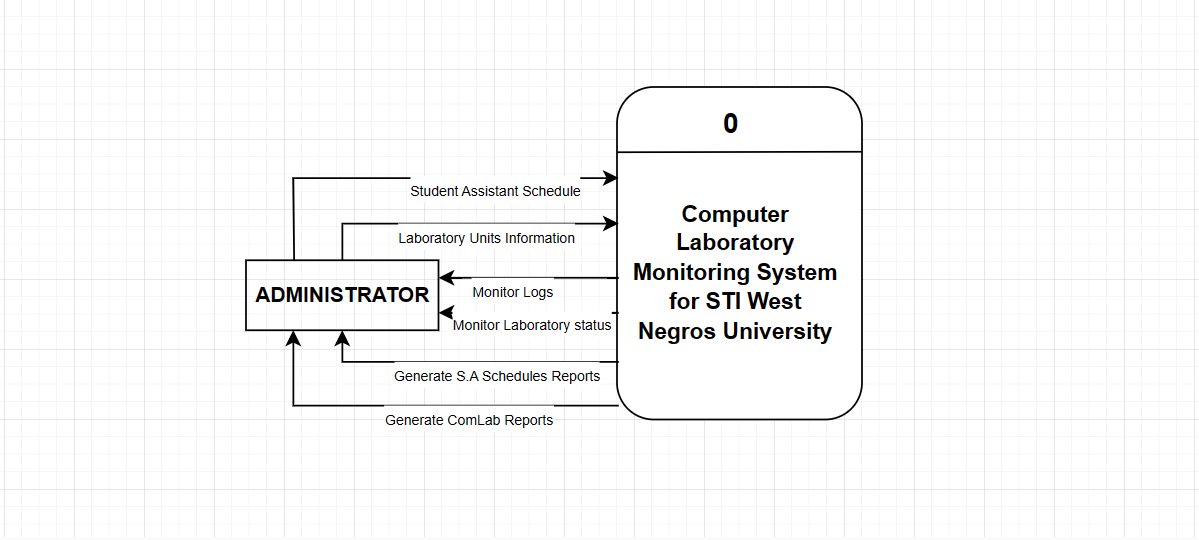 0
Student Assistant Schedule
Laboratory Units Information
ADMINISTRATOR
Monitor Logs
Monitor Laboratory status
Generate S.A Schedules Reports
Generate ComLab Reports
Computer
Laboratory
Monitoring System
for STI West
Negros University